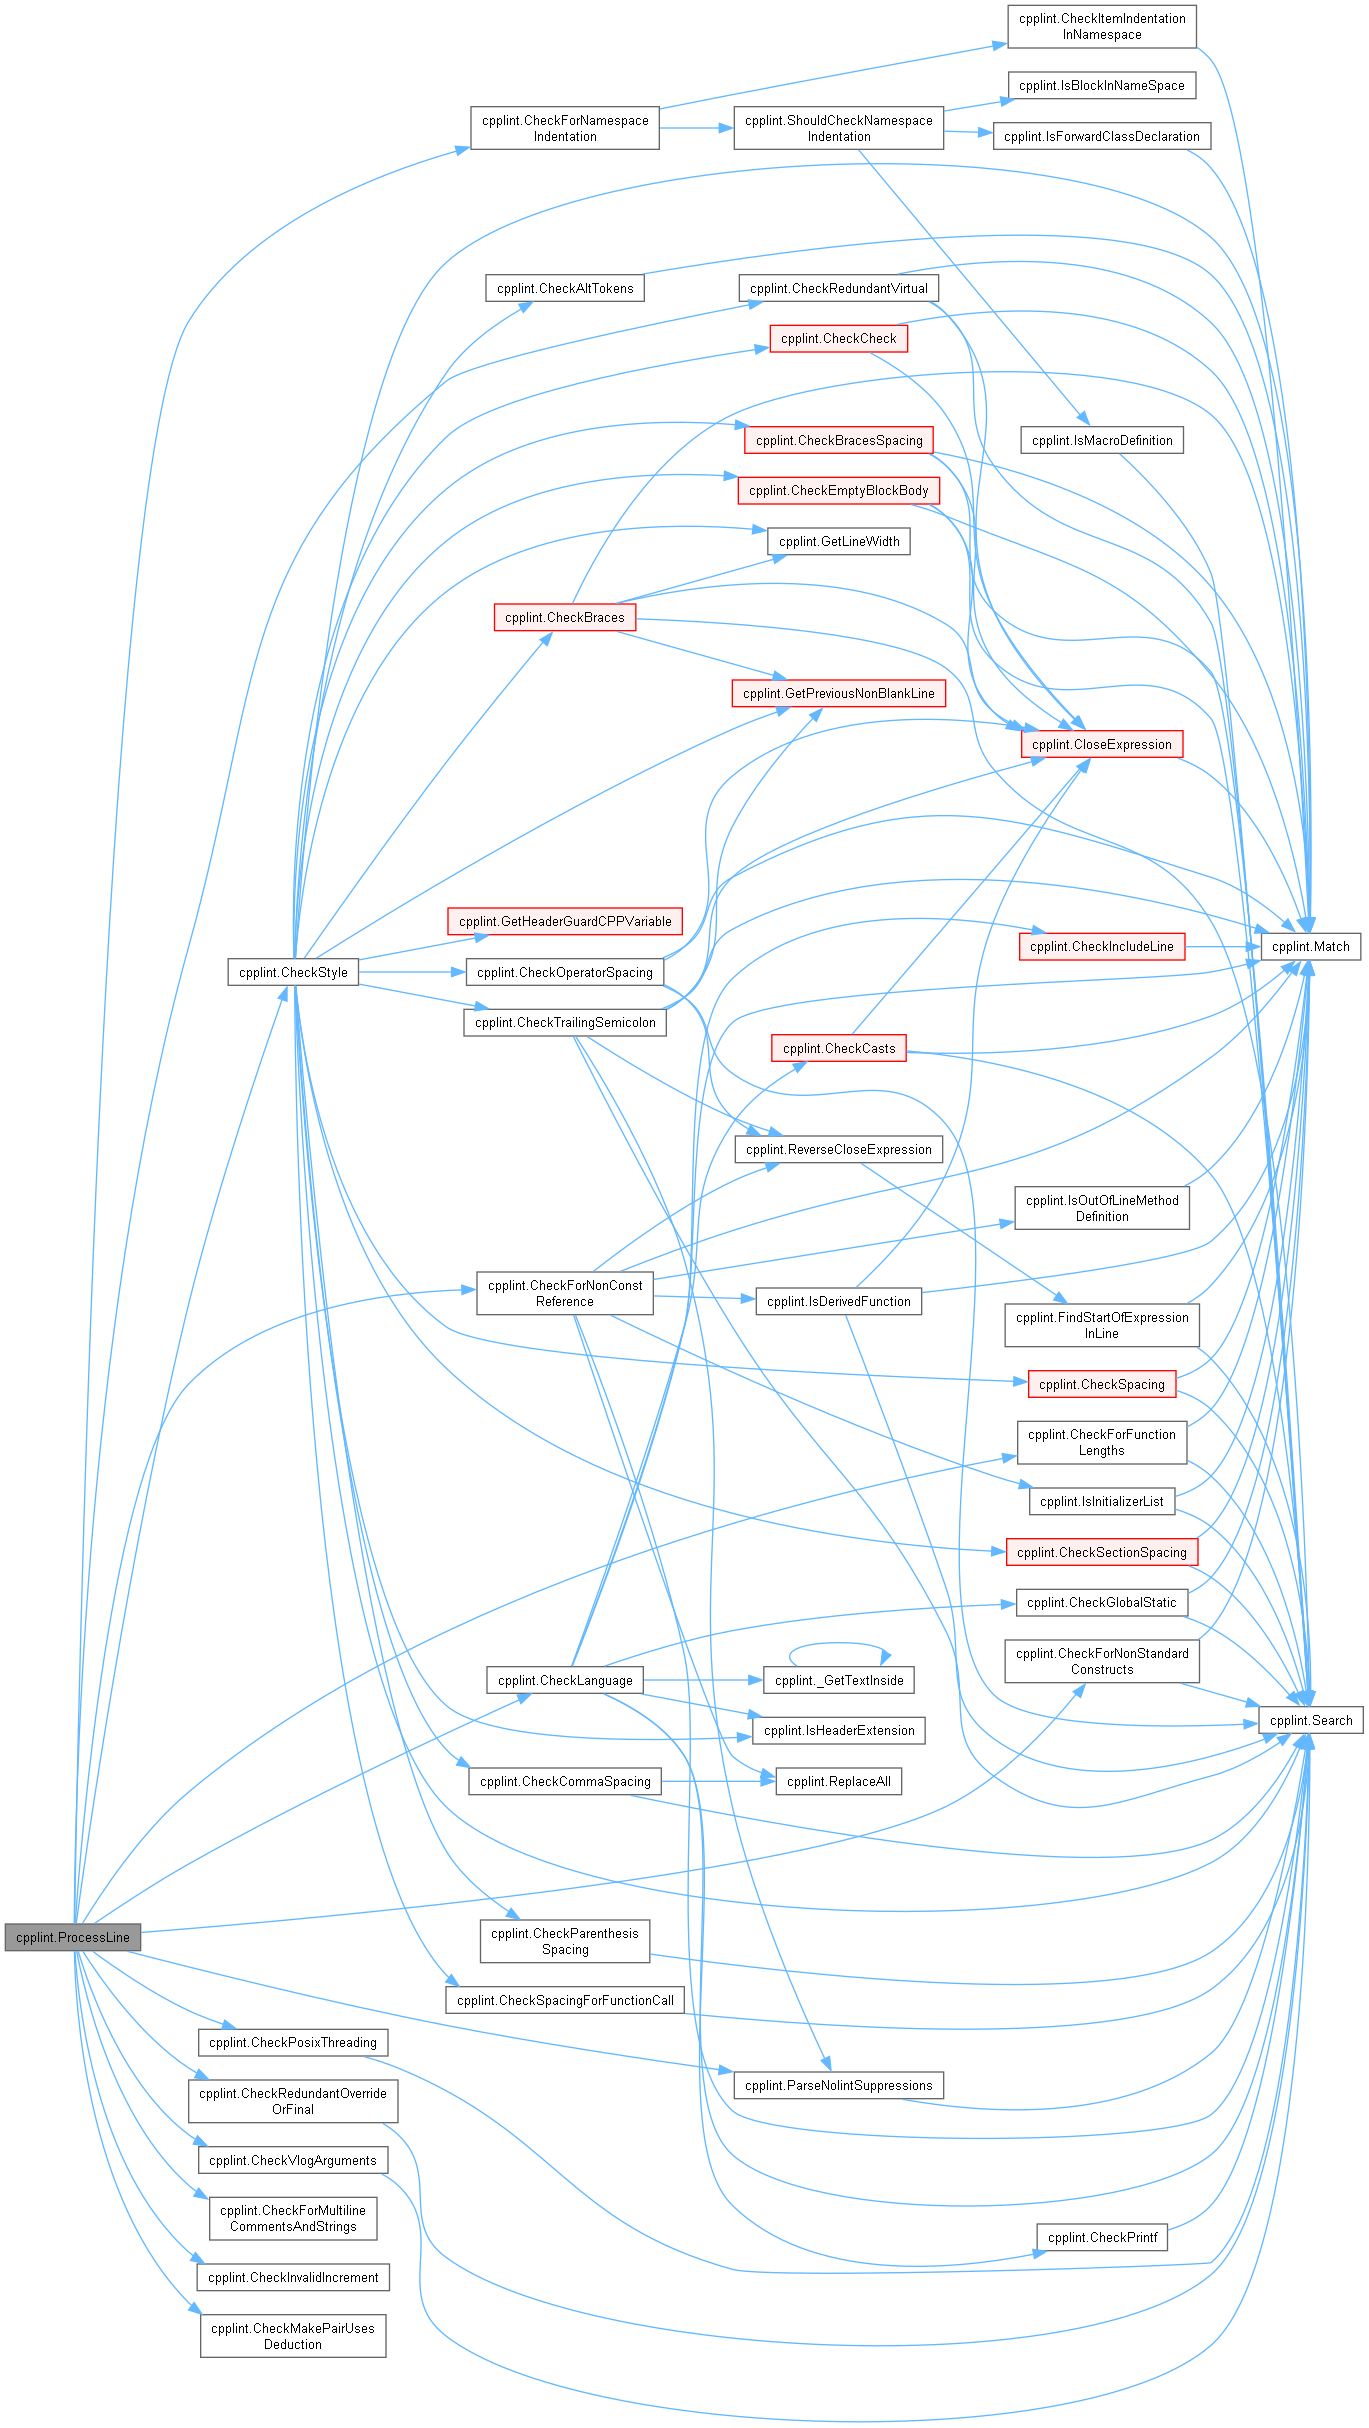 cpplint.CheckItemIndentation
InNamespace
cpplint.IsBlockInNameSpace
cpplint.CheckForNamespace
Indentation
cpplint.ShouldCheckNamespace
Indentation
cpplint.IsForwardClassDeclaration
cpplint.CheckAltTokens
cpplint.CheckRedundantVirtual
cpplint.CheckCheck
cpplint.CheckBracesSpacing
cpplint.IsMacroDefinition
cpplint.CheckEmptyBlockBody
cpplint.GetLineWidth
cpplint.CheckBraces
cpplint.GetPreviousNonBlankLine
cpplint.CloseExpression
cpplint.GetHeaderGuardCPPVariable
cpplint.CheckIncludeLine
cpplint.Match
cpplint.CheckStyle
cpplint.CheckOperatorSpacing
cpplint.CheckTrailingSemicolon
cpplint.CheckCasts
cpplint.ReverseCloseExpression
cpplint.IsOutOfLineMethod
Definition
cpplint.CheckForNonConst
Reference
cpplint.IsDerivedFunction
cpplint.FindStartOfExpression
InLine
cpplint.CheckSpacing
cpplint.CheckForFunction
Lengths
cpplint.IsInitializerList
cpplint.CheckSectionSpacing
cpplint.CheckGlobalStatic
cpplint.CheckForNonStandard
Constructs
cpplint.CheckLanguage
cpplint._GetTextInside
cpplint.IsHeaderExtension
cpplint.Search
cpplint.CheckCommaSpacing
cpplint.ReplaceAll
cpplint.ProcessLine
cpplint.CheckParenthesis
Spacing
cpplint.CheckSpacingForFunctionCall
cpplint.CheckPosixThreading
cpplint.ParseNolintSuppressions
cpplint.CheckRedundantOverride
OrFinal
cpplint.CheckVlogArguments
cpplint.CheckForMultiline
CommentsAndStrings
cpplint.CheckPrintf
cpplint.CheckInvalidIncrement
cpplint.CheckMakePairUses
Deduction